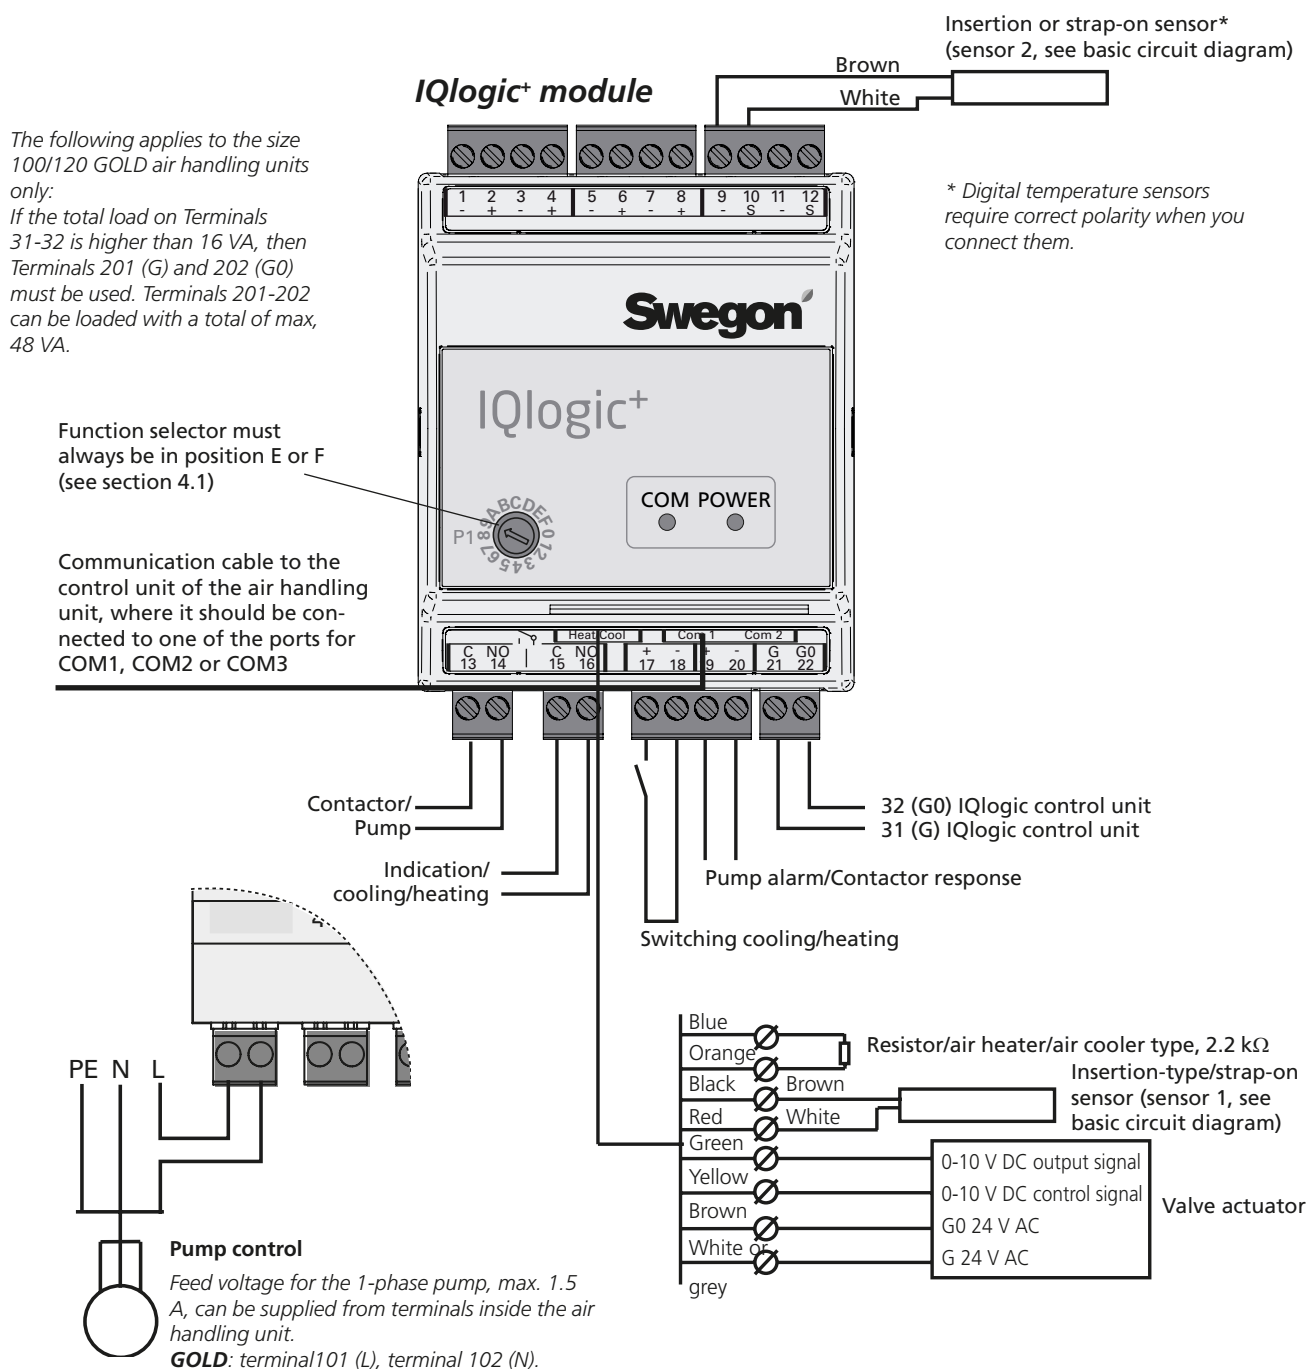 Insertion or strap-on sensor*
(sensor 2, see basic circuit diagram)
Brown
White
IQlogic+ module
The following applies to the size
100/120 GOLD air handling units
only:
If the total load on Terminals
31-32 is higher than 16 VA, then
Terminals 201 (G) and 202 (G0)
must be used. Terminals 201-202
can be loaded with a total of max,
48 VA.
* Digital temperature sensors
require correct polarity when you
connect them.
1 2 3 4 5 6 7 8 9 10 11 12
- + - + - + - + - S - S
Swegon
IQlogic+
Function selector must
always be in position E or F
(see section 4.1)
COM POWER
P1
0 1 2 3 4 5 6 7 8 9 A B C D E F
Communication cable to the
control unit of the air handling
unit, where it should be con-
nected to one of the ports for
COM1, COM2 or COM3
Heat Cool Com 1 Com 2
C NO C NO + - + - G G0
13 14 15 16 17 18 19 20 21 22
Contactor/
Pump
32 (G0) IQlogic control unit
31 (G) IQlogic control unit
Indication/
cooling/heating
Pump alarm/Contactor response
Switching cooling/heating
PE N L
Blue
Orange
Resistor/air heater/air cooler type, 2.2 kΩ
Black
Brown
Red
White
Insertion-type/strap-on
sensor (sensor 1, see
basic circuit diagram)
Green
Yellow
Brown
White or
grey
0-10 V DC output signal
0-10 V DC control signal
G0 24 V AC
G 24 V AC
Valve actuator
Pump control
Feed voltage for the 1-phase pump, max. 1.5
A, can be supplied from terminals inside the air
handling unit.
GOLD: terminal101 (L), terminal 102 (N).